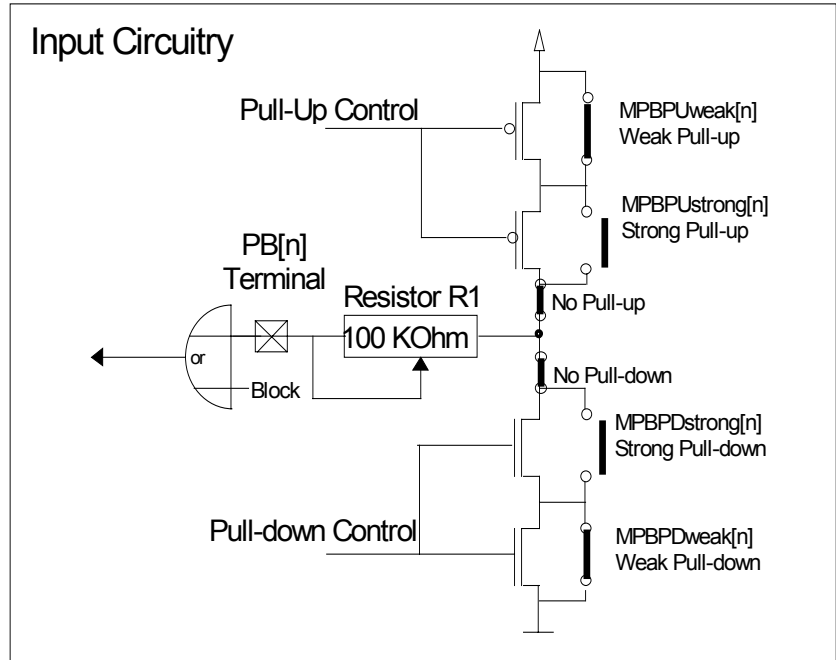 Input Circuitry
Pull-Up Control
MPBPUweak[n]
Weak Pull-up
MPBPUstrong[n]
Strong Pull-up
PB[n]
Terminal
Resistor R1
100 KOhm
No Pull-up
or
Block
No Pull-down
MPBPDstrong[n]
Strong Pull-down
Pull-down Control
MPBPDweak[n]
Weak Pull-down